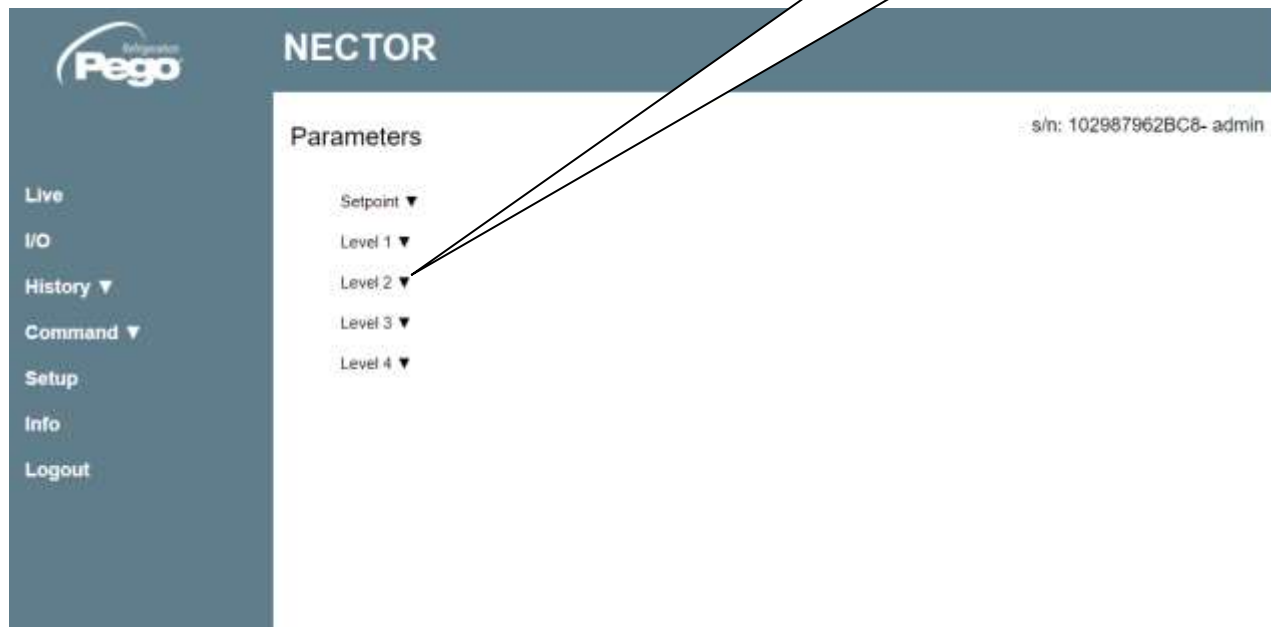 Refrigeration
Pego
NECTOR
Parameters
s/n: 102987962BC8- admin
Live
I/O
History ▼
Command ▼
Setup
Info
Logout
Setpoint ▼
Level 1 ▼
Level 2 ▼
Level 3 ▼
Level 4 ▼